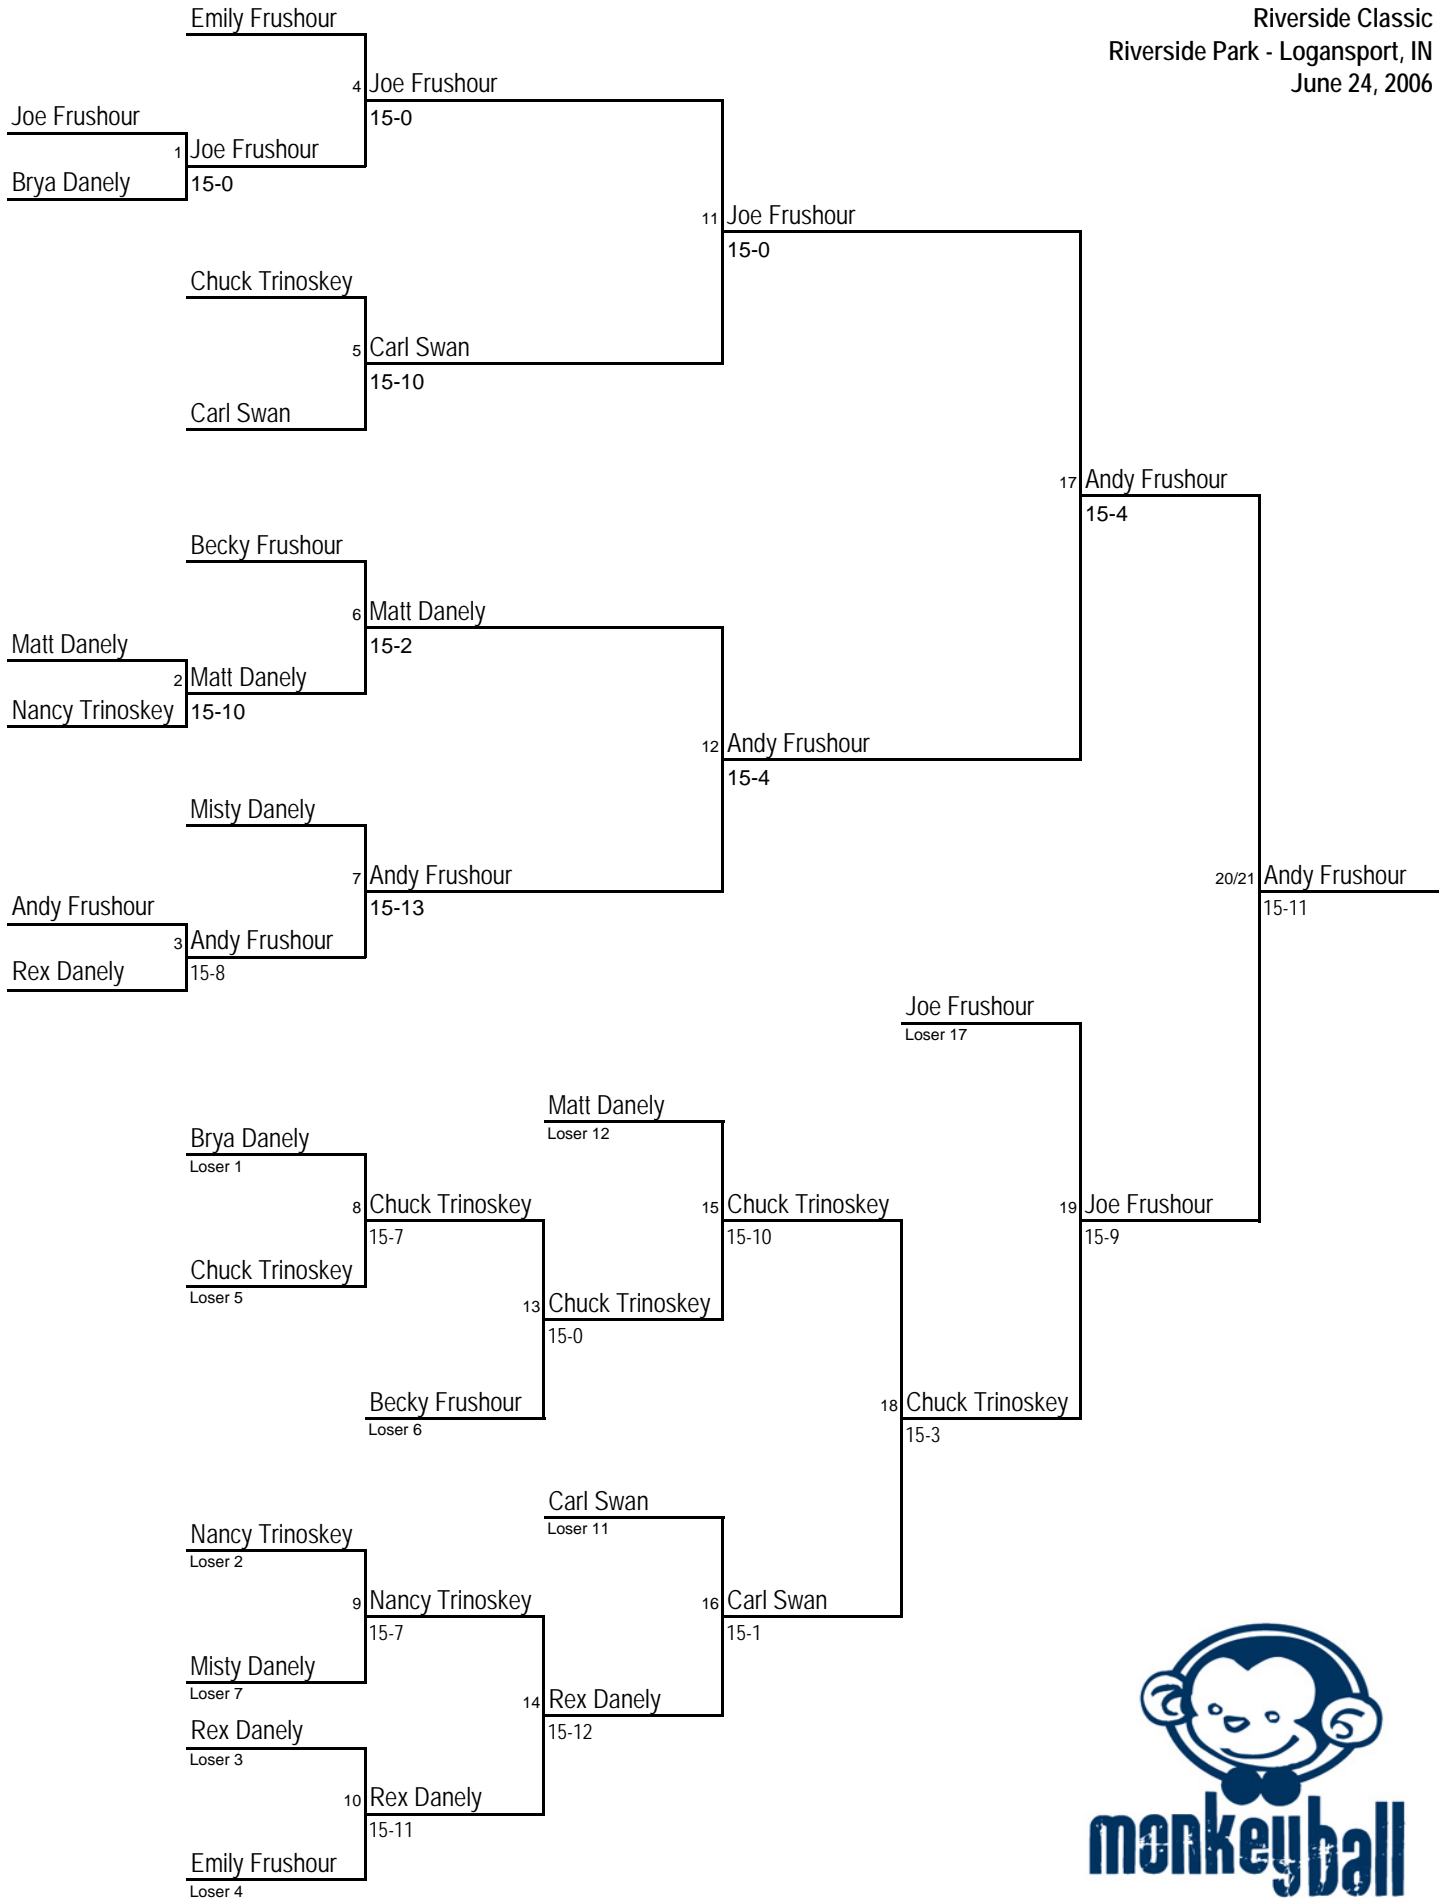 Emily Frushour
Riverside Classic
Riverside Park - Logansport, IN
June 24, 2006
4 Joe Frushour
15-0
Joe Frushour
1 Joe Frushour
15-0
Brya Danely
11 Joe Frushour
15-0
Chuck Trinoskey
5 Carl Swan
15-10
Carl Swan
17 Andy Frushour
15-4
Becky Frushour
6 Matt Danely
15-2
Matt Danely
2 Matt Danely
15-10
Nancy Trinoskey
12 Andy Frushour
15-4
Misty Danely
7 Andy Frushour
15-13
20/21 Andy Frushour
15-11
Andy Frushour
3 Andy Frushour
15-8
Rex Danely
Joe Frushour
Loser 17
Matt Danely
Loser 12
Brya Danely
Loser 1
8 Chuck Trinoskey
15-7
15 Chuck Trinoskey
15-10
19 Joe Frushour
15-9
Chuck Trinoskey
Loser 5
13 Chuck Trinoskey
15-0
Becky Frushour
Loser 6
18 Chuck Trinoskey
15-3
Carl Swan
Loser 11
Nancy Trinoskey
Loser 2
9 Nancy Trinoskey
15-7
16 Carl Swan
15-1
Misty Danely
Loser 7
14 Rex Danely
15-12
Rex Danely
Loser 3
10 Rex Danely
15-11
Emily Frushour
Loser 4
monkeyball